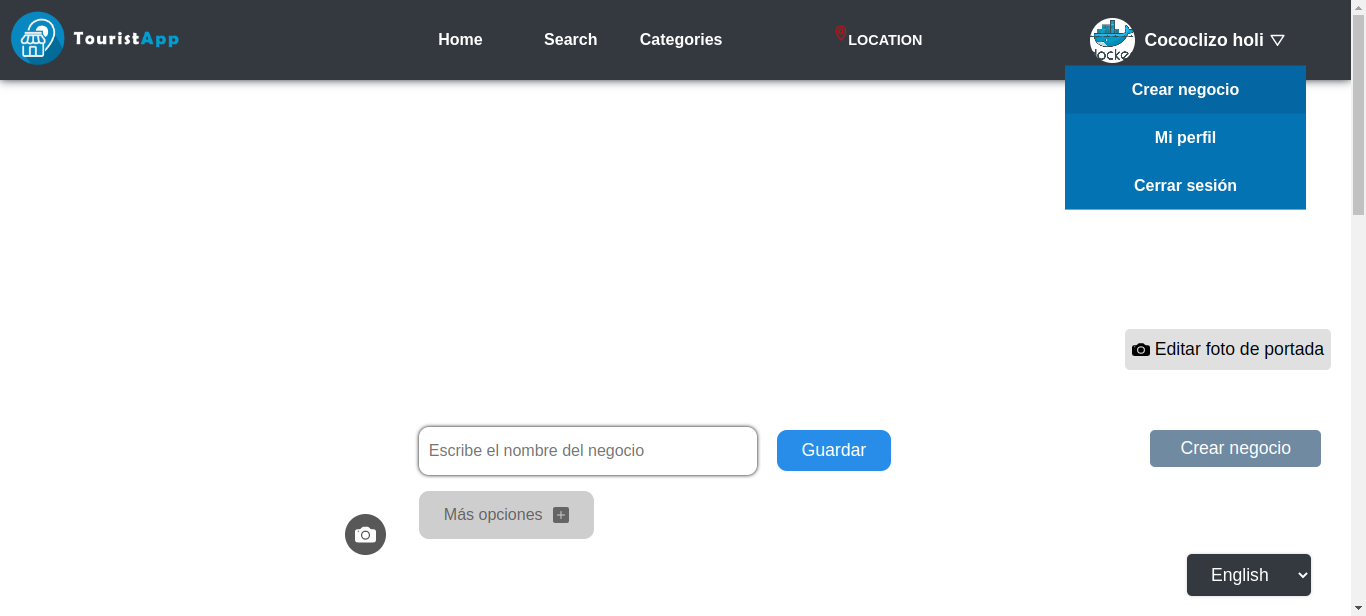 TouristApp
Home
Search
Categories
LOCATION
locke
Cococlizo holi
Crear negocio
Mi perfil
Cerrar sesión
Editar foto de portada
Escribe el nombre del negocio
Guardar
Crear negocio
Más opciones
English